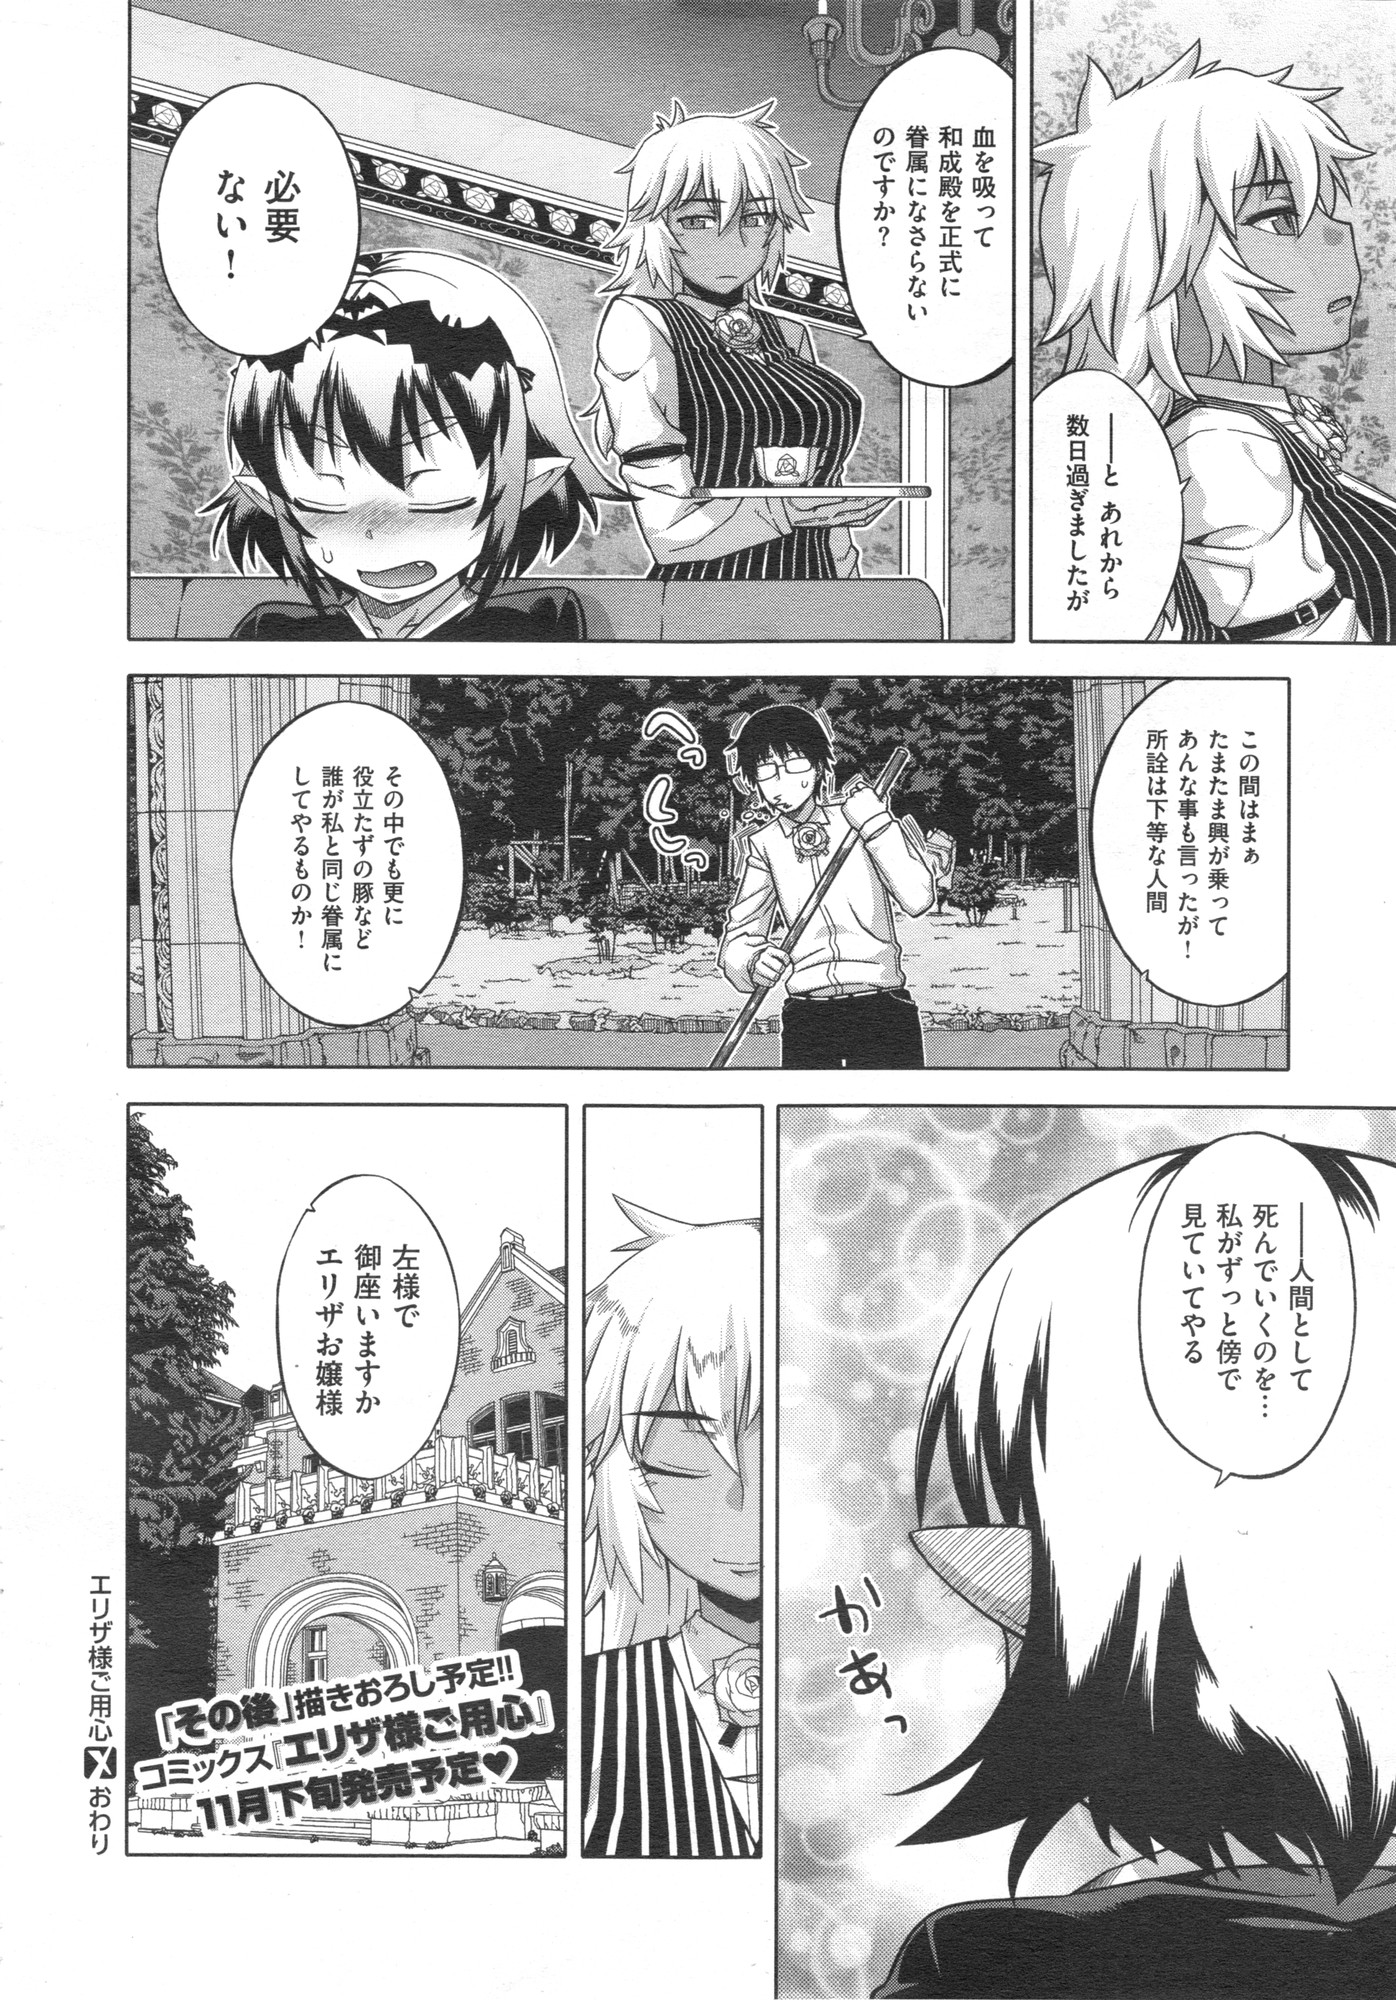 ――と あれから
数日過ぎましたが
血を吸って
和成殿を正式に
眷属になさらない
のですか？
必要
ない！
この間はまぁ
たまたま興が乗って
あんな事も言ったが！
所詮は下等な人間
その中でも更に
役立たずの豚など
誰が私と同じ眷属に
してやるものか！
――人間として
死んでいくのを…
私がずっと傍で
見ていてやる
かあっ
左様で
御座いますか
エリザお嬢様
「その後」描きおろし予定!!
コミックス『エリザ様ご用心』
11月下旬発売予定♥
エリザ様ご用心X おわり